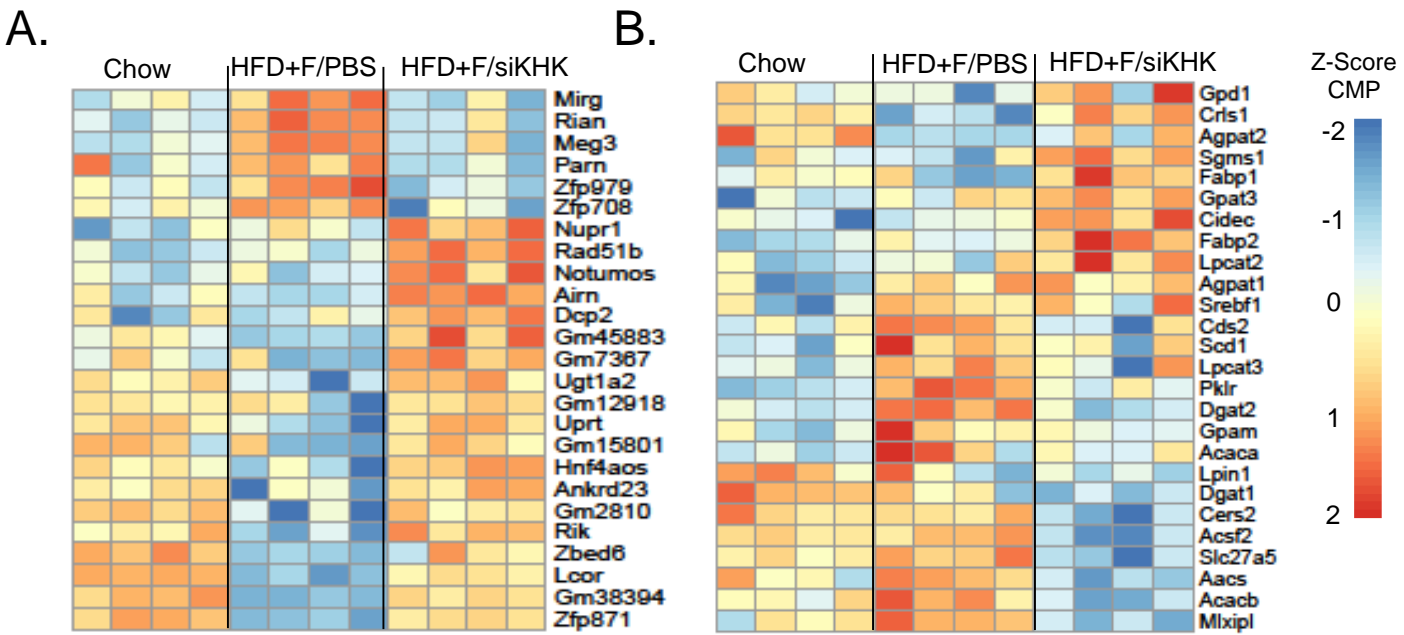 A.
Chow HFD+F/PBS HFD+F/siKHK
Mirg
Rian
Meg3
Parn
Zfp979
Zfp708
Nupr1
Rad51b
Notumos
Airn
Dcp2
Gm45883
Gm7367
Ugt1a2
Gm12918
Uprt
Gm15801
Hnf4aos
Ankrd23
Gm2810
Rik
Zbed6
Lcor
Gm38394
Zfp871
B.
Chow HFD+F/PBS HFD+F/siKHK
Gpd1
Crls1
Agpat2
Sgms1
Fabp1
Gpat3
Cidec
Fabp2
Lpcat2
Agpat1
Srebf1
Cds2
Scd1
Lpcat3
Pklr
Dgat2
Gpam
Acaca
Lpin1
Dgat1
Cers2
Acsf2
Slc27a5
Aacs
Acacb
Mlxipl
Z-Score
CMP
-2
-1
0
1
2